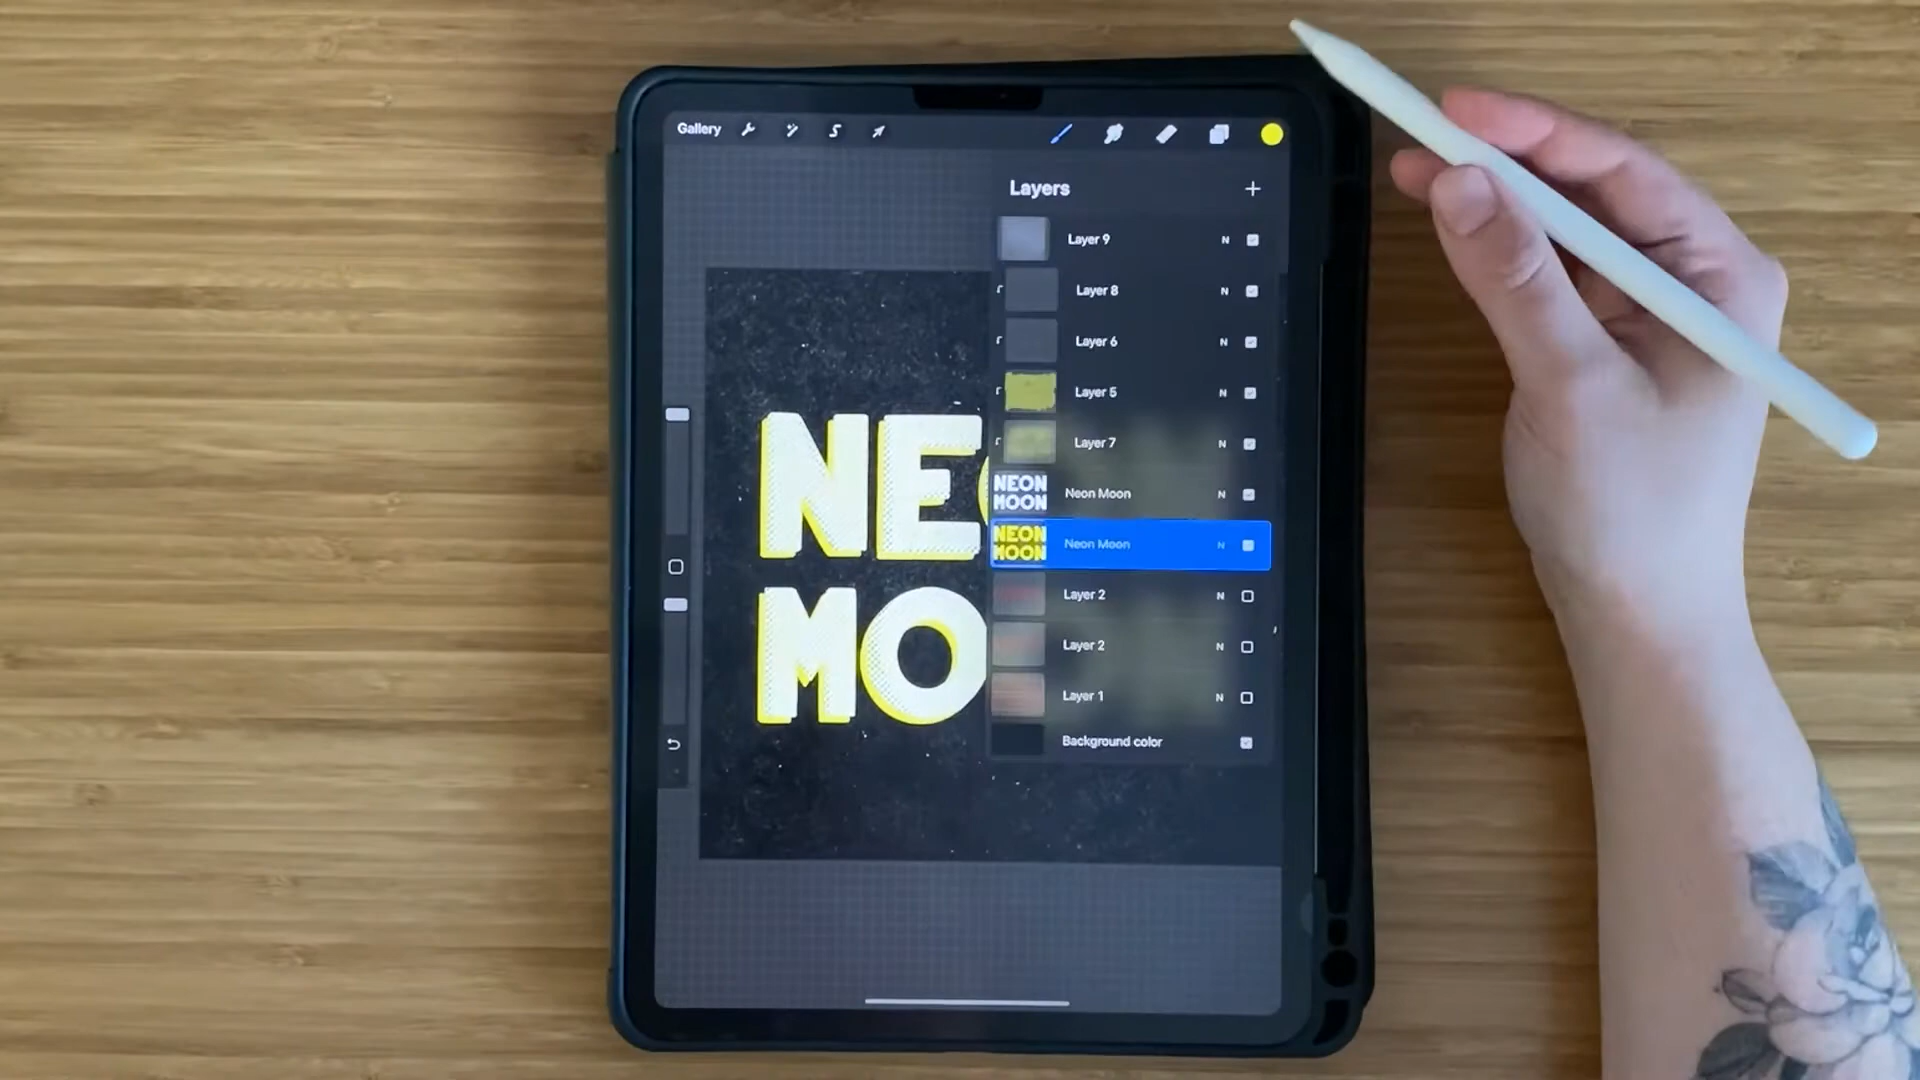 Gallery
Layers
Layer 9 N
Layer 8 N
Layer 6 N
Layer 5 N
Layer 7 N
NEON MOON Neon Moon N
NEON MOON Neon Moon N
Layer 2 N
Layer 2 N
Layer 1 N
Background color
NEO
MO